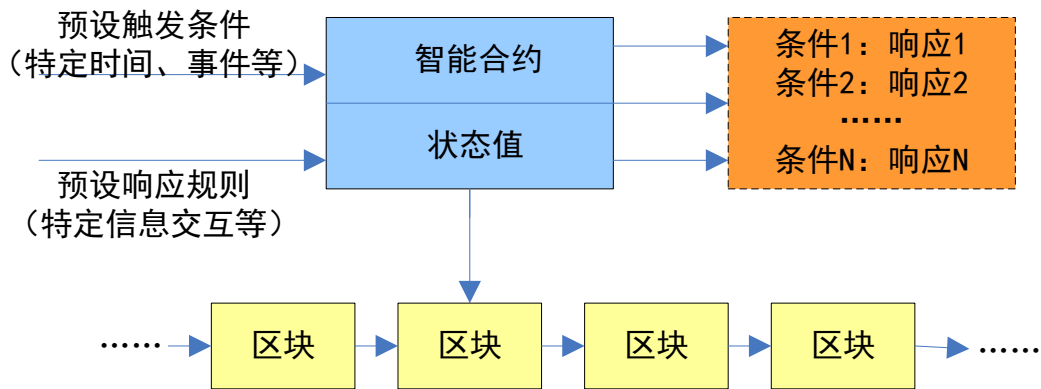 预设触发条件
（特定时间、事件等）
智能合约
状态值
预设响应规则
（特定信息交互等）
条件1：响应1
条件2：响应2
……
条件N：响应N
……
区块
区块
区块
区块
……